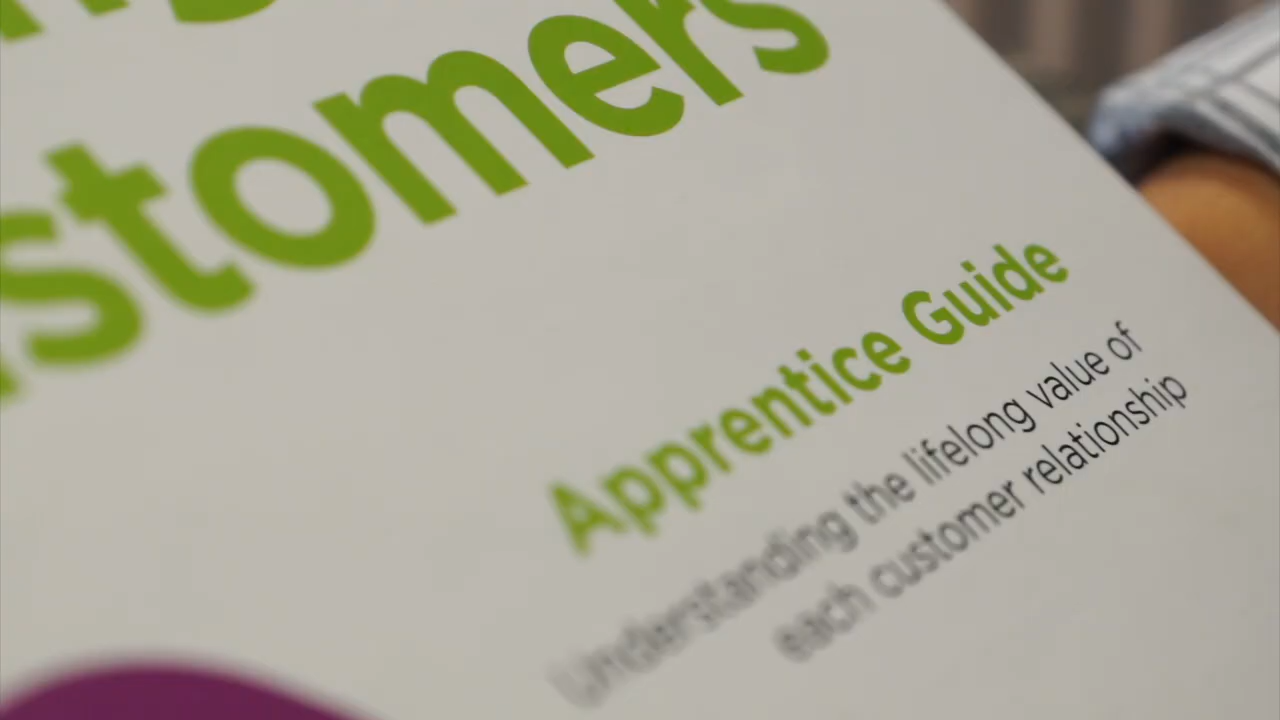 stomers
Apprentice Guide
Understanding the lifelong value of
each customer relationship